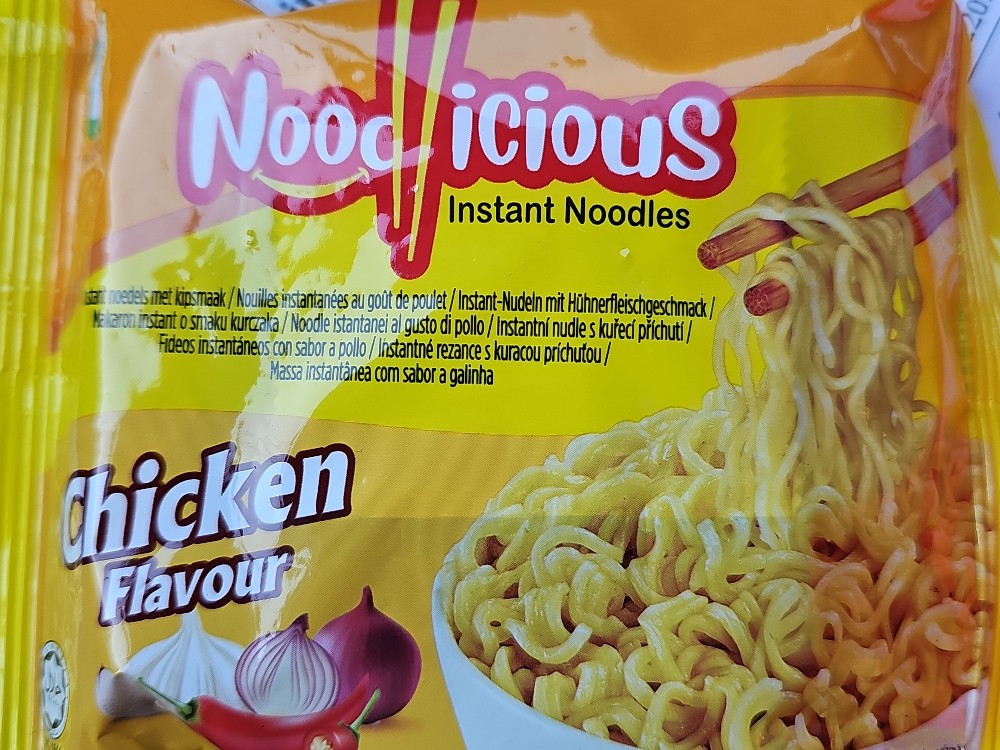 Noodlicious
Instant Noodles
noedels met kipsmaak / Nouilles instantanées au goût de poulet / Instant-Nudeln mit Hühnerfleischgeschmack /
Makaron instant o smaku kurczaka / Noodle istantanei al gusto di pollo / Instantní nudle s kuřecí příchutí /
Fideos instantáneos con sabor a pollo / Instantné rezance s kuracou príchuťou /
Massa instantânea com sabor a galinha
Chicken
Flavour